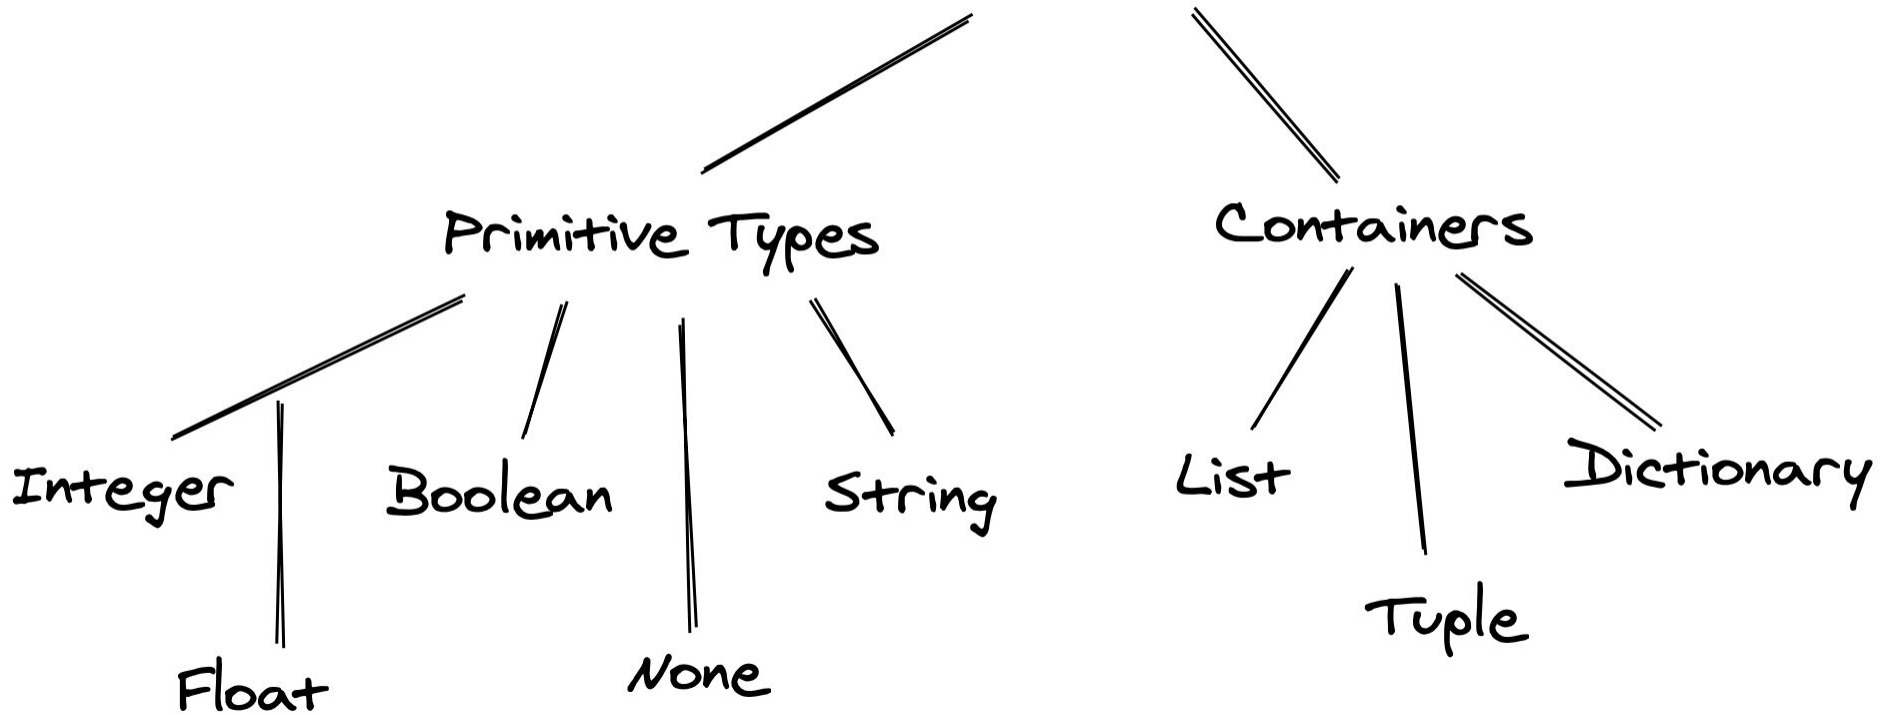 Primitive Types
Containers
Integer
Boolean
String
List
Dictionary
Float
None
Tuple